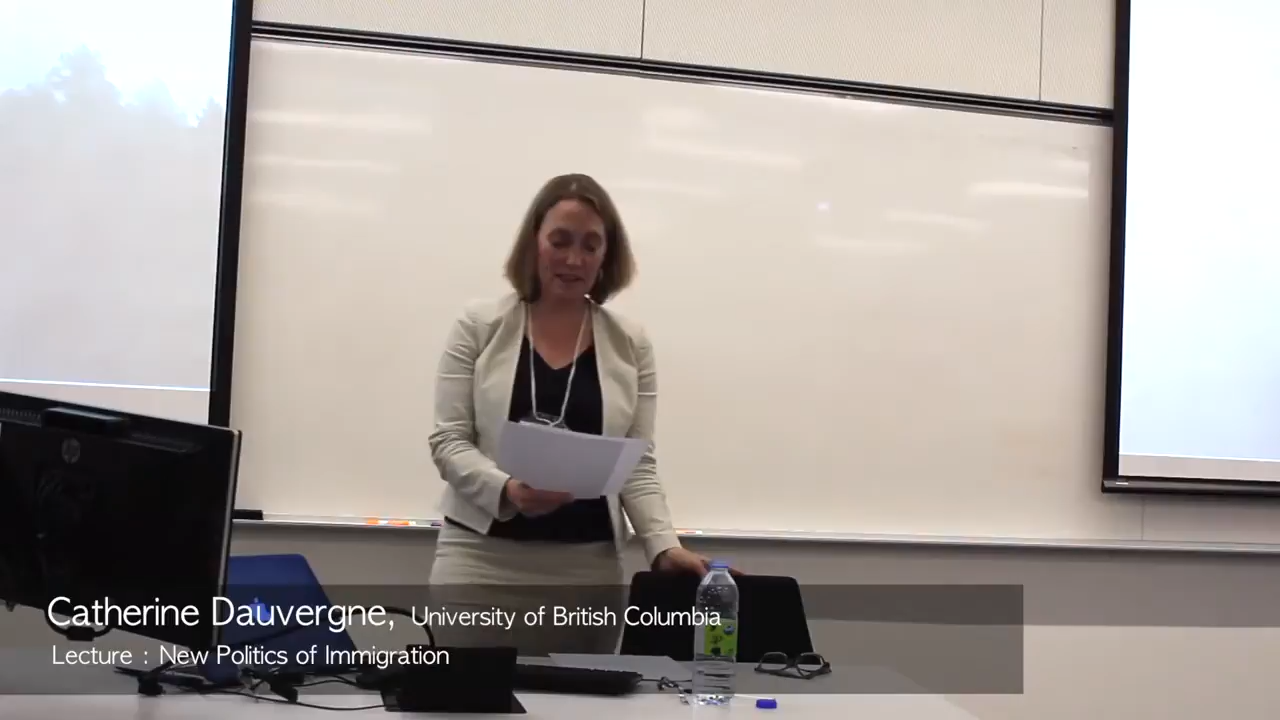 Catherine Dauvergne, University of British Columbia
Lecture : New Politics of Immigration